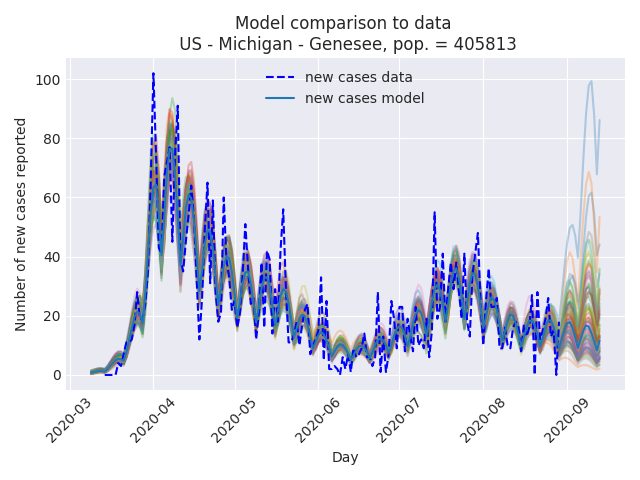 Model comparison to data
US - Michigan - Genesee, pop. = 405813
new cases data
new cases model
Number of new cases reported
100
80
60
40
20
0
2020-03
2020-04
2020-05
2020-06
2020-07
2020-08
2020-09
Day